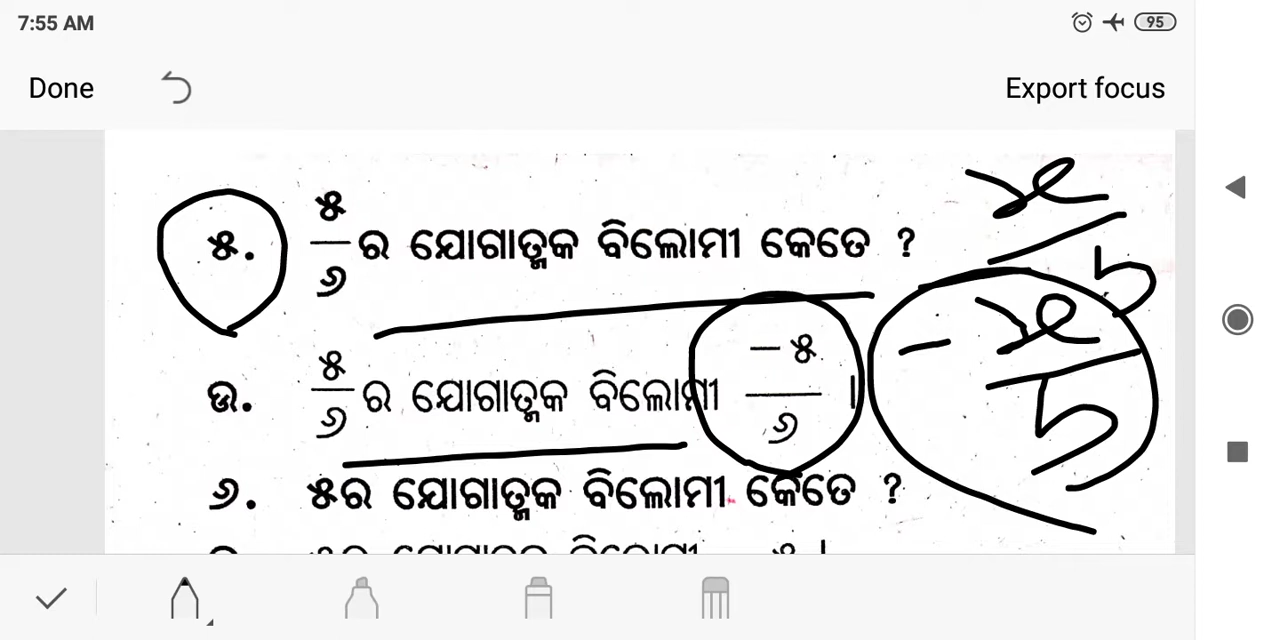 7:55 AM 95
Done Export focus
୫. ୫/୬ ର ଯୋଗାତ୍ମକ ବିଲୋମୀ କେତେ ?
ଉ. ୫/୬ ର ଯୋଗାତ୍ମକ ବିଲୋମୀ -୫/୬ ।
୬. ୫ର ଯୋଗାତ୍ମକ ବିଲୋମୀ କେତେ ?